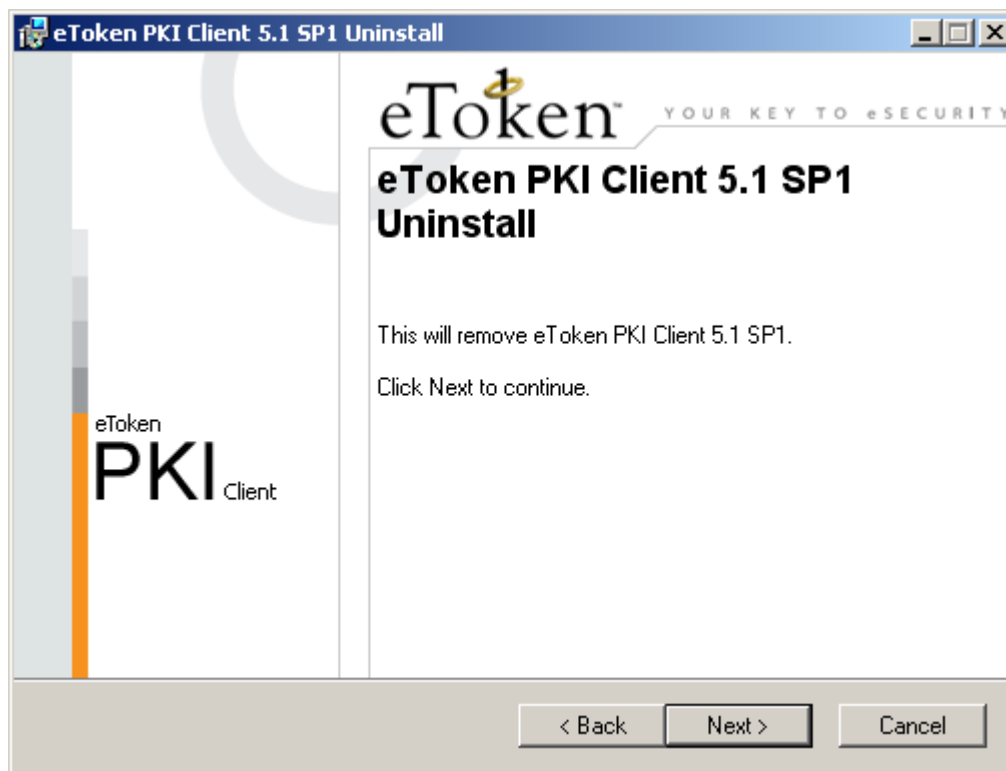 eToken PKI Client 5.1 SP1 Uninstall
eToken™ YOUR KEY TO eSECURITY
eToken PKI Client 5.1 SP1
Uninstall
This will remove eToken PKI Client 5.1 SP1.
Click Next to continue.
eToken
PKI Client
< Back
Next >
Cancel